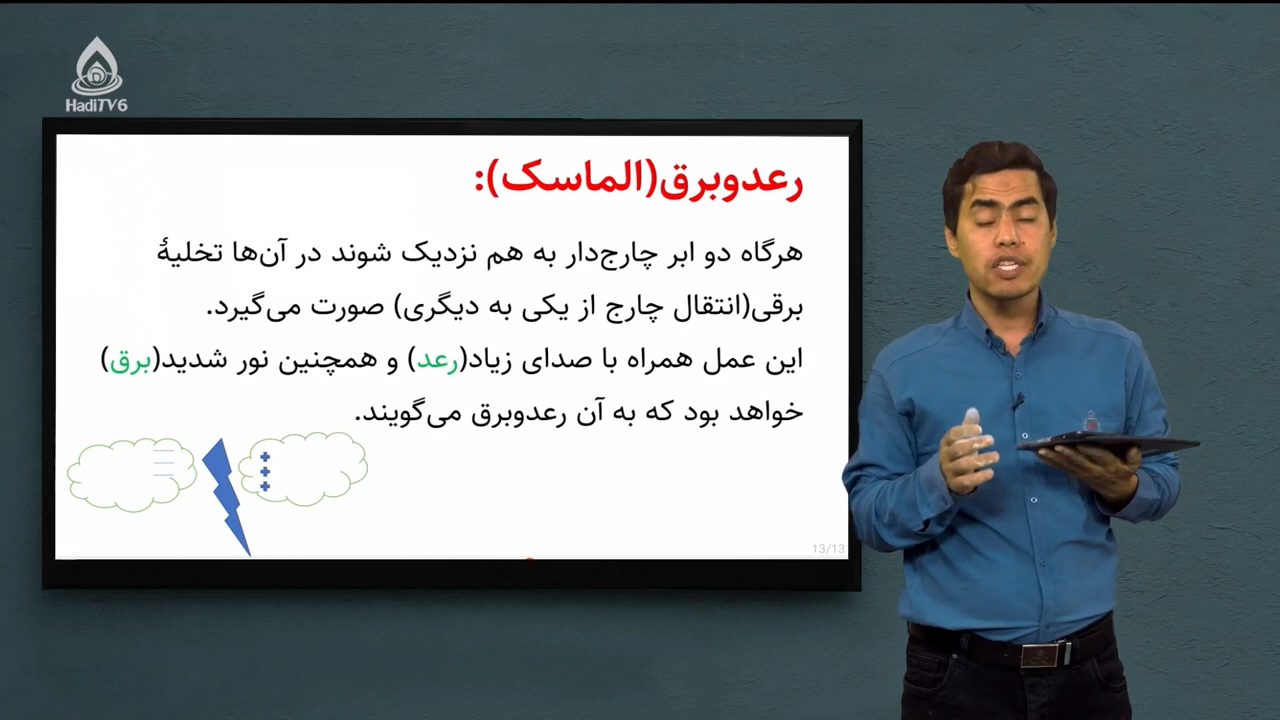 HadiTV6
رعدوبرق(الماسک):
هرگاه دو ابر چارج‌دار به هم نزدیک شوند در آن‌ها تخلیهٔ
برقی(انتقال چارج از یکی به دیگری) صورت می‌گیرد.
این عمل همراه با صدای زیاد(رعد) و همچنین نور شدید(برق)
خواهد بود که به آن رعدوبرق می‌گویند.
13/13